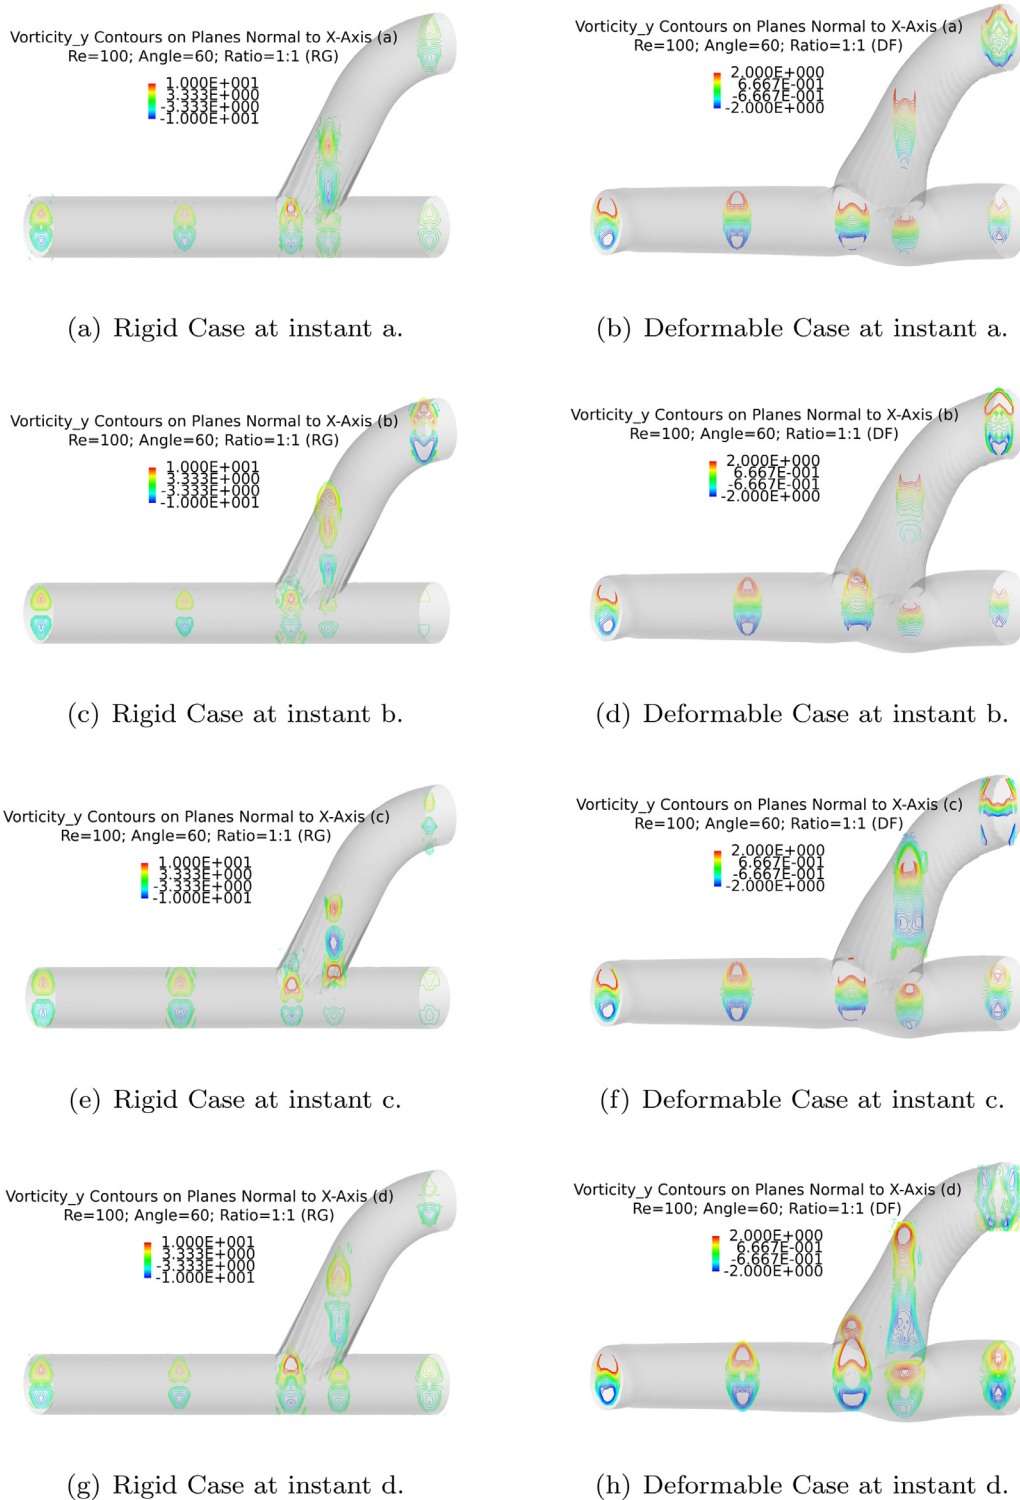 Vorticity_y Contours on Planes Normal to X-Axis (a)
Re=100; Angle=60; Ratio=1:1 (RG)
1.000E+001
3.333E+000
-3.333E+000
-1.000E+001
Vorticity_y Contours on Planes Normal to X-Axis (a)
Re=100; Angle=60; Ratio=1:1 (DF)
2.000E+000
6.667E-001
-6.667E-001
-2.000E+000
(a) Rigid Case at instant a.
(b) Deformable Case at instant a.
Vorticity_y Contours on Planes Normal to X-Axis (b)
Re=100; Angle=60; Ratio=1:1 (RG)
1.000E+001
3.333E+000
-3.333E+000
-1.000E+001
Vorticity_y Contours on Planes Normal to X-Axis (b)
Re=100; Angle=60; Ratio=1:1 (DF)
2.000E+000
6.667E-001
-6.667E-001
-2.000E+000
(c) Rigid Case at instant b.
(d) Deformable Case at instant b.
Vorticity_y Contours on Planes Normal to X-Axis (c)
Re=100; Angle=60; Ratio=1:1 (RG)
1.000E+001
3.333E+000
-3.333E+000
-1.000E+001
Vorticity_y Contours on Planes Normal to X-Axis (c)
Re=100; Angle=60; Ratio=1:1 (DF)
2.000E+000
6.667E-001
-6.667E-001
-2.000E+000
(e) Rigid Case at instant c.
(f) Deformable Case at instant c.
Vorticity_y Contours on Planes Normal to X-Axis (d)
Re=100; Angle=60; Ratio=1:1 (RG)
1.000E+001
3.333E+000
-3.333E+000
-1.000E+001
Vorticity_y Contours on Planes Normal to X-Axis (d)
Re=100; Angle=60; Ratio=1:1 (DF)
2.000E+000
6.667E-001
-6.667E-001
-2.000E+000
(g) Rigid Case at instant d.
(h) Deformable Case at instant d.